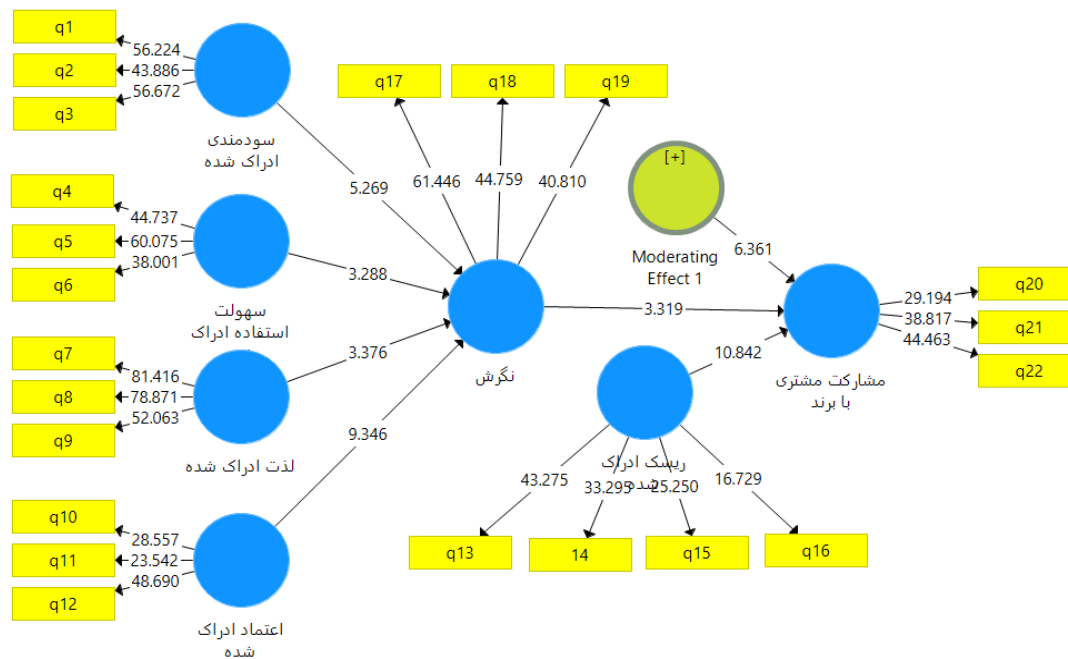 q1
56.224
q2
43.886
q3
56.672
سودمندی
ادراک شده
5.269
q4
44.737
q5
60.075
q6
38.001
سهولت
استفاده ادراک
3.288
q7
81.416
q8
78.871
q9
52.063
لذت ادراک شده
3.376
q10
28.557
q11
23.542
q12
48.690
اعتماد ادراک
شده
9.346
q17
q18
q19
61.446
44.759
40.810
نگرش
3.319
[+]
Moderating
Effect 1
6.361
10.842
ریسک ادراک
شده
43.275
33.295
25.250
16.729
q13
14
q15
q16
مشارکت مشتری
با برند
29.194
q20
38.817
q21
44.463
q22